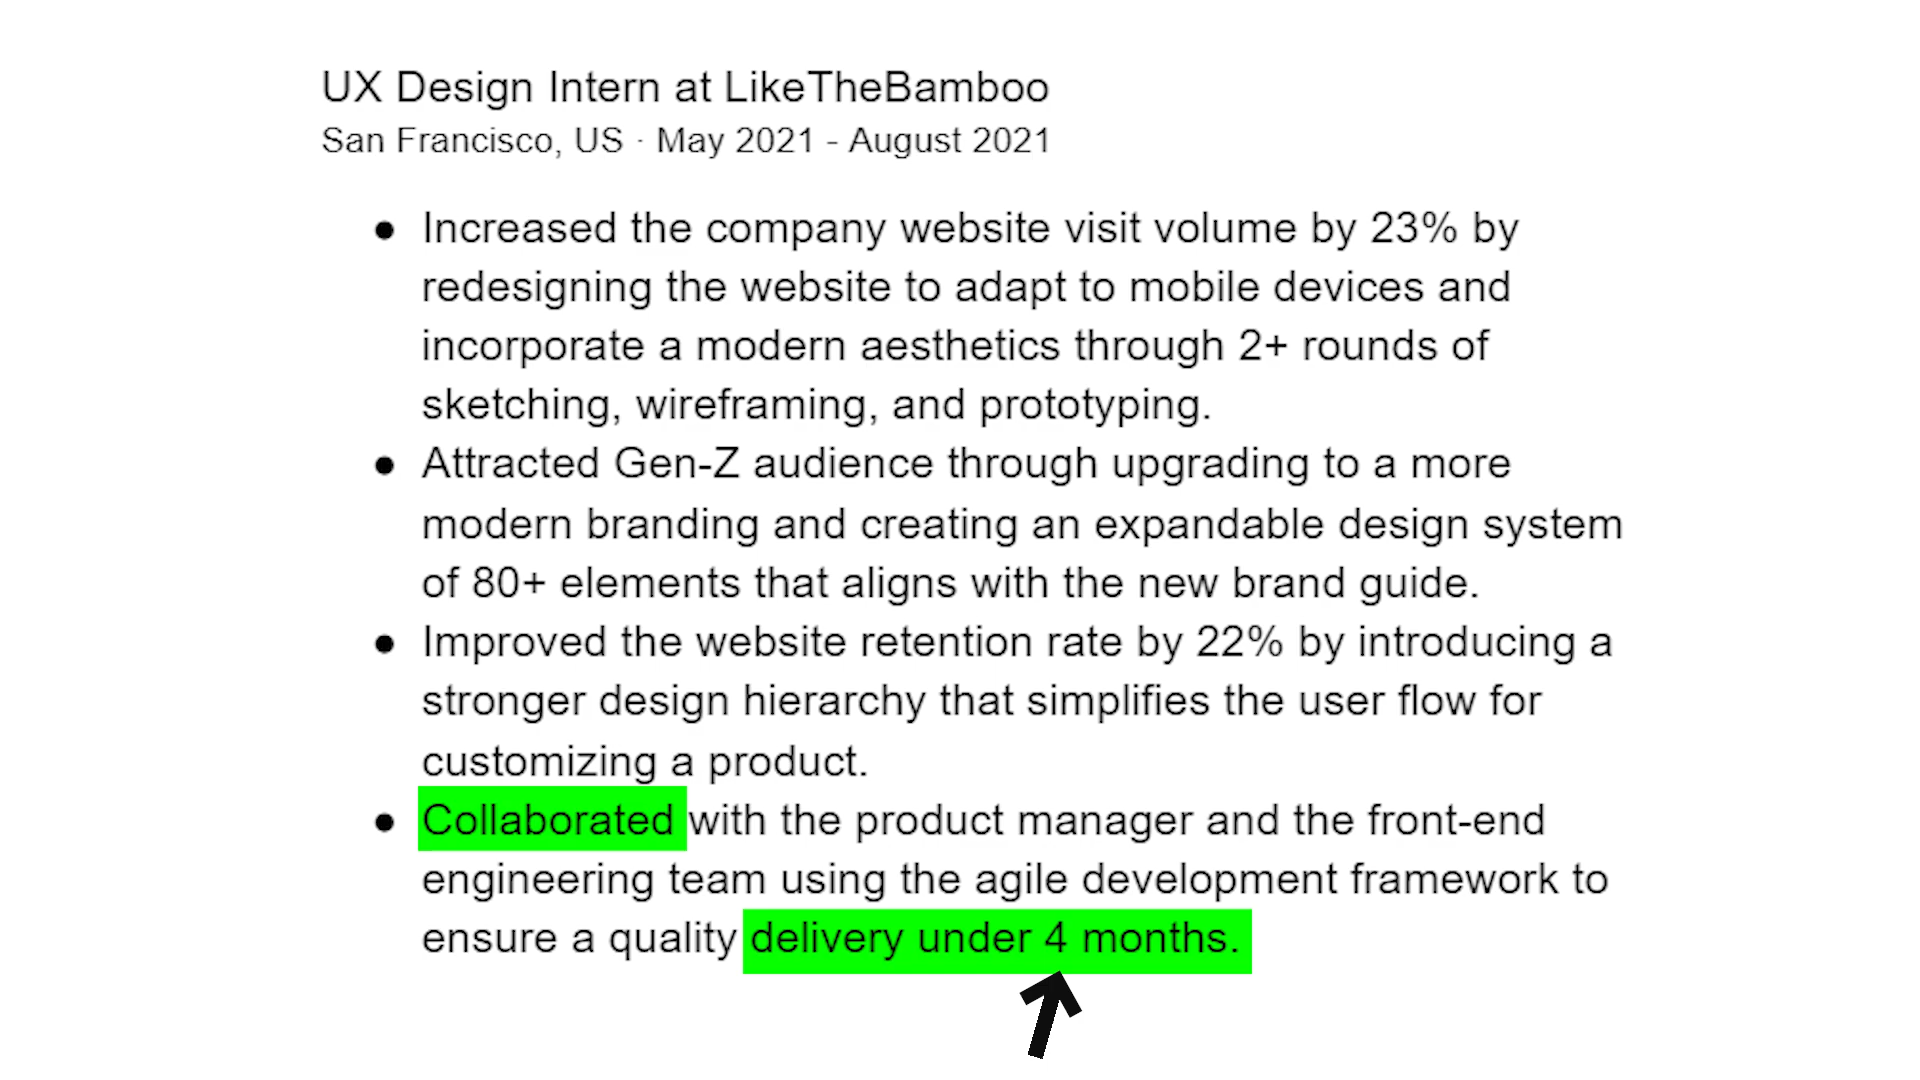 UX Design Intern at LikeTheBamboo
San Francisco, US · May 2021 - August 2021
● Increased the company website visit volume by 23% by
redesigning the website to adapt to mobile devices and
incorporate a modern aesthetics through 2+ rounds of
sketching, wireframing, and prototyping.
● Attracted Gen-Z audience through upgrading to a more
modern branding and creating an expandable design system
of 80+ elements that aligns with the new brand guide.
● Improved the website retention rate by 22% by introducing a
stronger design hierarchy that simplifies the user flow for
customizing a product.
● Collaborated with the product manager and the front-end
engineering team using the agile development framework to
ensure a quality delivery under 4 months.